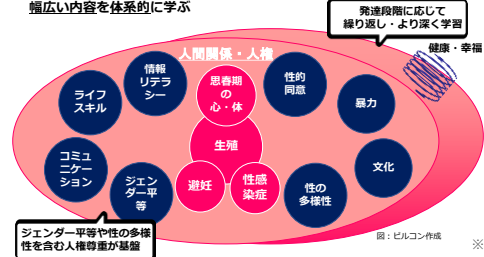 幅広い内容を体系的に学ぶ
発達段階に応じて
繰り返し・より深く学習
健康・幸福
人間関係・人権
情報
リテラ
シー
思春期
の
心・体
性的
同意
ライフ
スキル
暴力
生殖
コミュ
ニケー
ション
文化
ジェン
ダー平
等
避妊
性感
染症
性の
多様性
ジェンダー平等や性の多様
性を含む人権尊重が基盤
図：ピルコン作成
※